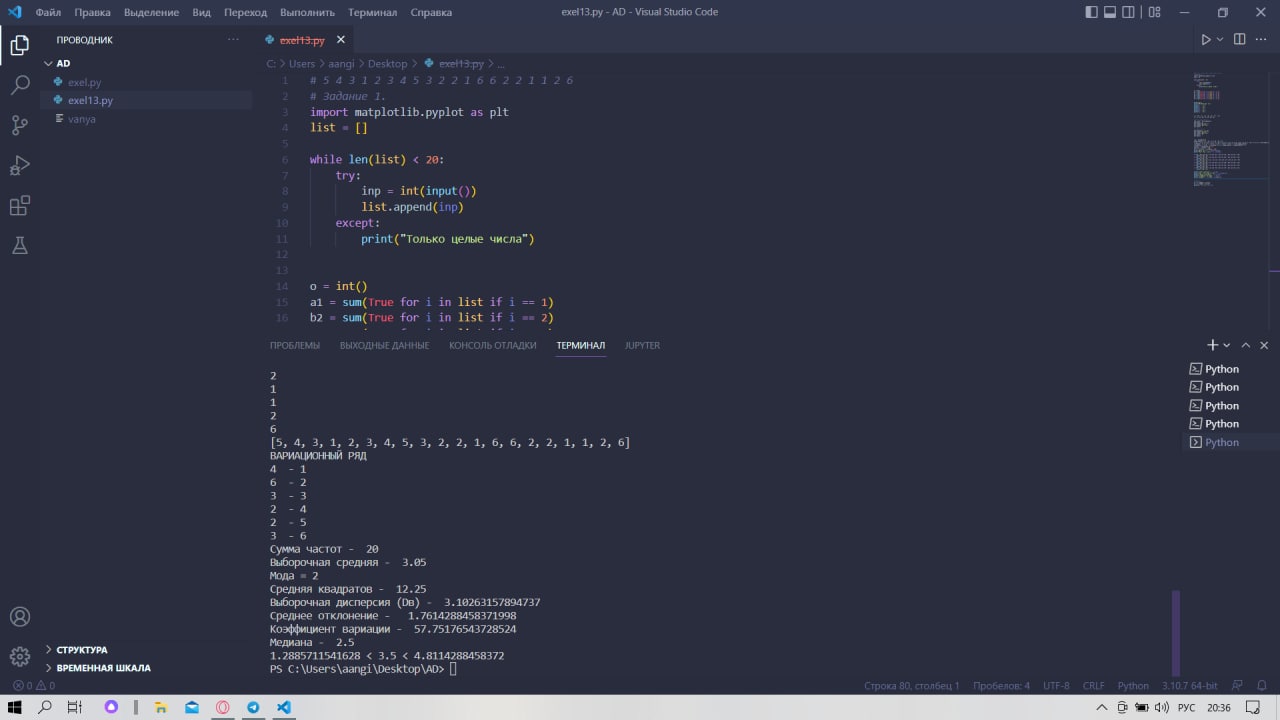 Файл Правка Выделение Вид Переход Выполнить Терминал Справка
exel13.py - AD - Visual Studio Code
ПРОВОДНИК
exel13.py
AD
exel.py
exel13.py
vanya
C: > Users > aangi > Desktop > exel13.py > ...
1 # 5 4 3 1 2 3 4 5 3 2 2 1 6 6 2 2 1 1 2 6
2 # Задание 1.
3 import matplotlib.pyplot as plt
4 list = []
5
6 while len(list) < 20:
7 try:
8 inp = int(input())
9 list.append(inp)
10 except:
11 print("Только целые числа")
12
13
14 o = int()
15 a1 = sum(True for i in list if i == 1)
16 b2 = sum(True for i in list if i == 2)
ПРОБЛЕМЫ ВЫХОДНЫЕ ДАННЫЕ КОНСОЛЬ ОТЛАДКИ ТЕРМИНАЛ JUPYTER
2
1
1
2
6
[5, 4, 3, 1, 2, 3, 4, 5, 3, 2, 2, 1, 6, 6, 2, 2, 1, 1, 2, 6]
ВАРИАЦИОННЫЙ РЯД
4 - 1
6 - 2
3 - 3
2 - 4
2 - 5
3 - 6
Сумма частот - 20
Выборочная средняя - 3.05
Мода = 2
Средняя квадратов - 12.25
Выборочная дисперсия (Dв) - 3.10263157894737
Среднее отклонение - 1.7614288458371998
Коэффициент вариации - 57.75176543728524
Медиана - 2.5
1.2885711541628 < 3.5 < 4.8114288458372
PS C:\Users\aangi\Desktop\AD>
Python
Python
Python
Python
Python
СТРУКТУРА
ВРЕМЕННАЯ ШКАЛА
0 0
Строка 80, столбец 1 Пробелов: 4 UTF-8 CRLF Python 3.10.7 64-bit
РУС 20:36